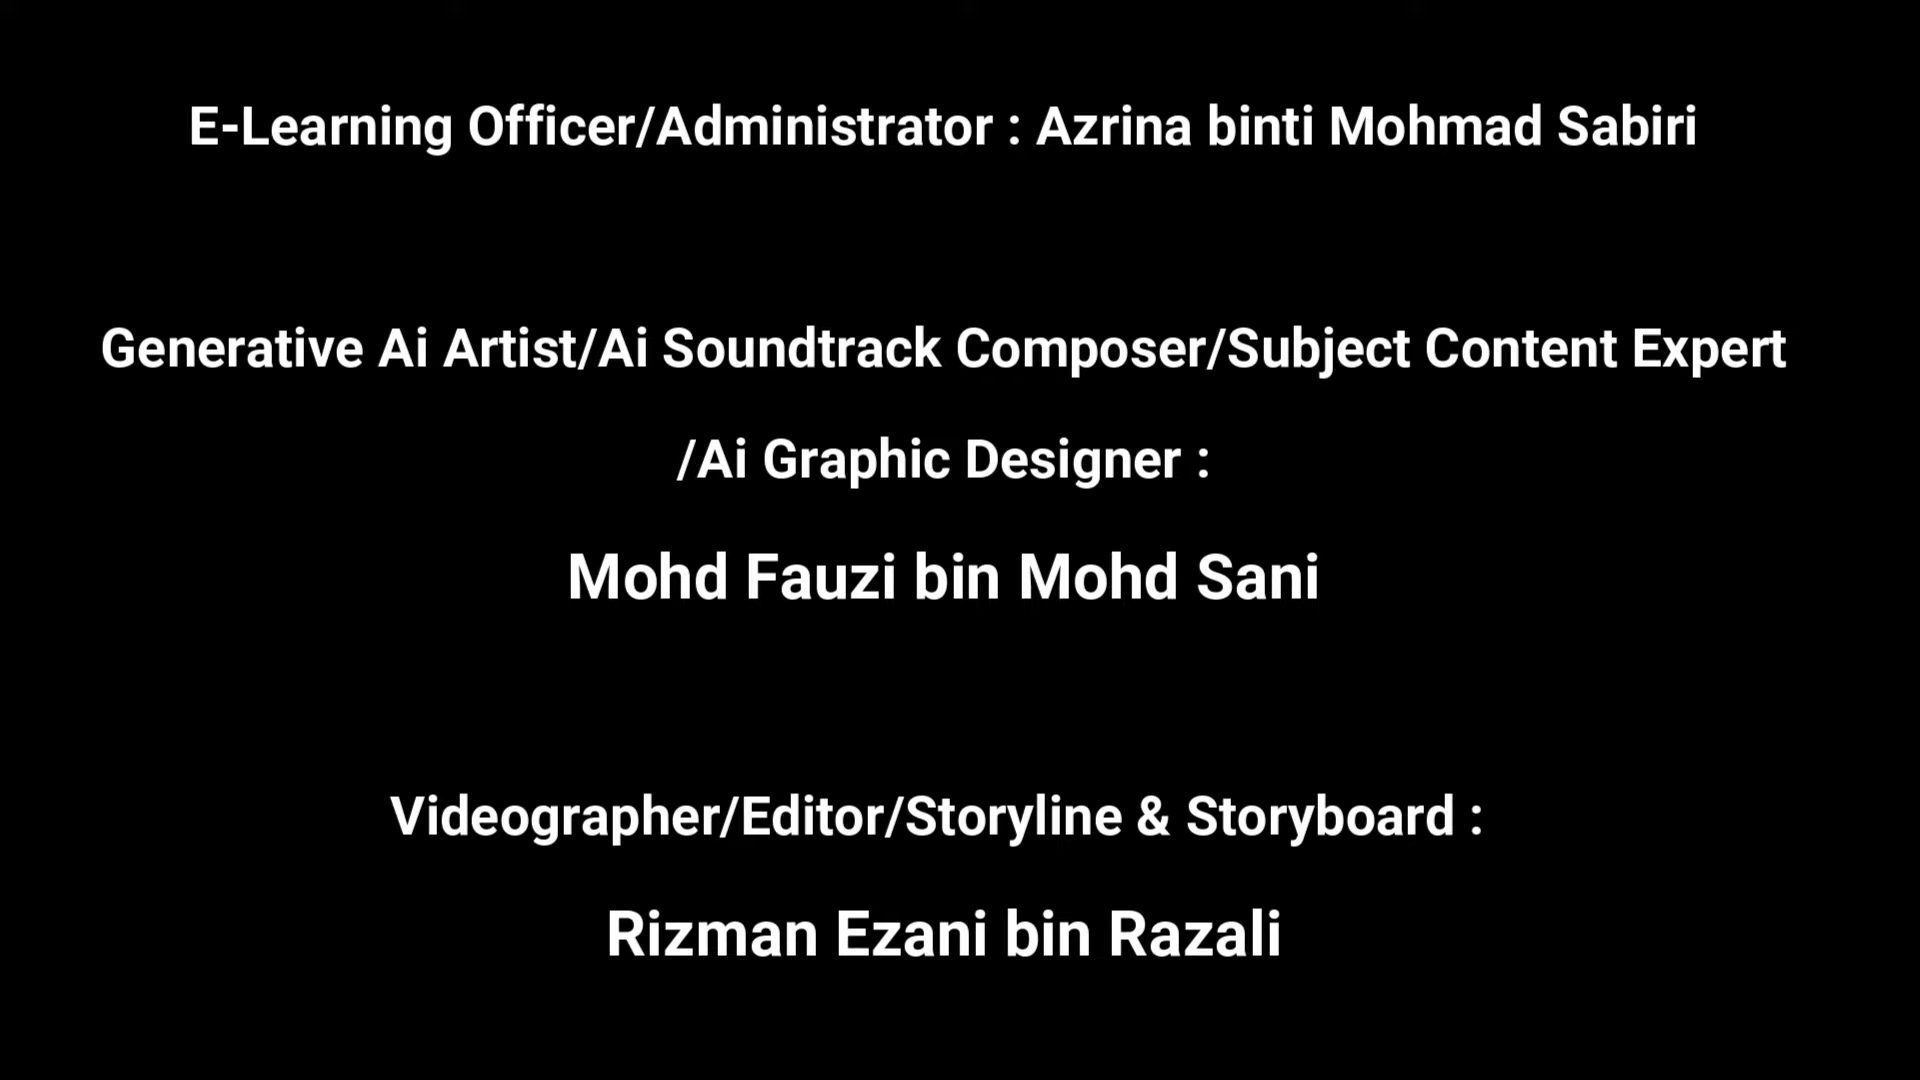 E-Learning Officer/Administrator : Azrina binti Mohmad Sabiri
Generative Ai Artist/Ai Soundtrack Composer/Subject Content Expert
/Ai Graphic Designer :
Mohd Fauzi bin Mohd Sani
Videographer/Editor/Storyline & Storyboard :
Rizman Ezani bin Razali